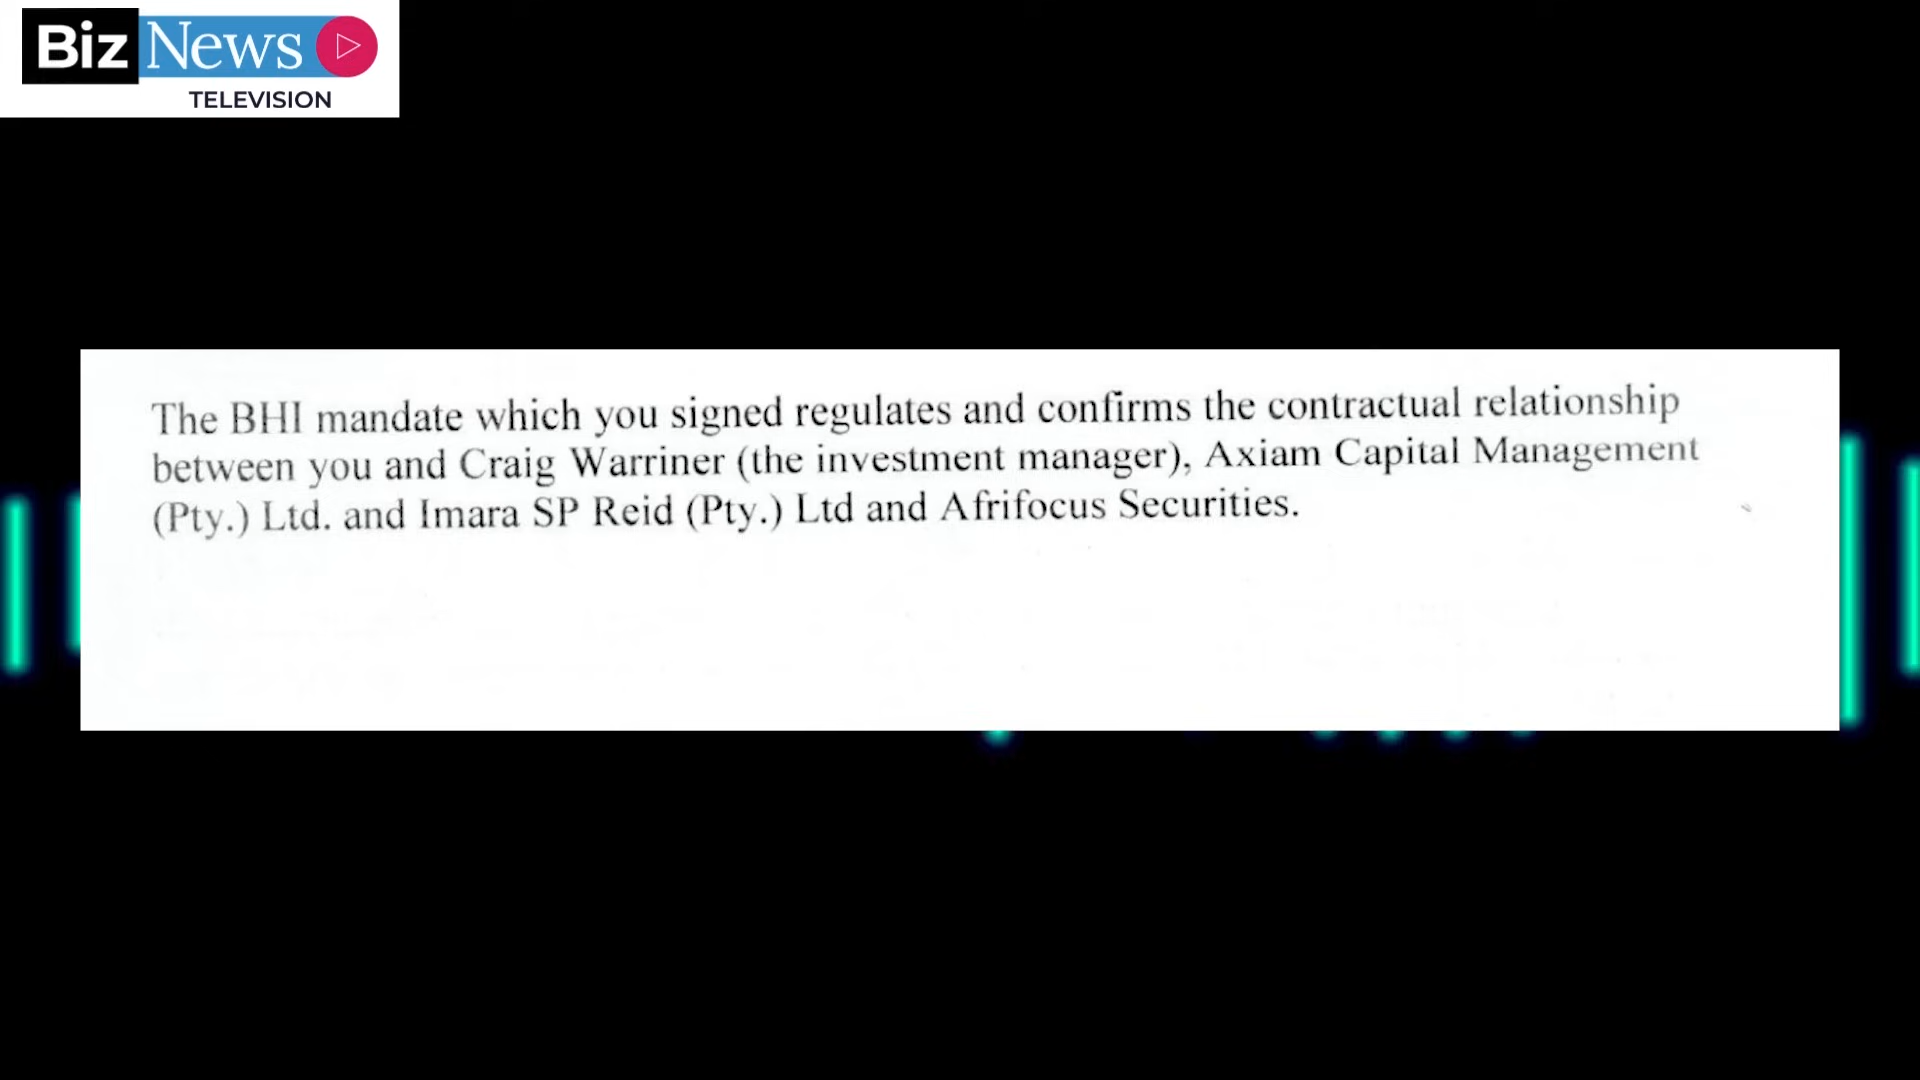 Biz News
TELEVISION
The BHI mandate which you signed regulates and confirms the contractual relationship
between you and Craig Warriner (the investment manager), Axiam Capital Management
(Pty.) Ltd. and Imara SP Reid (Pty.) Ltd and Afrifocus Securities.